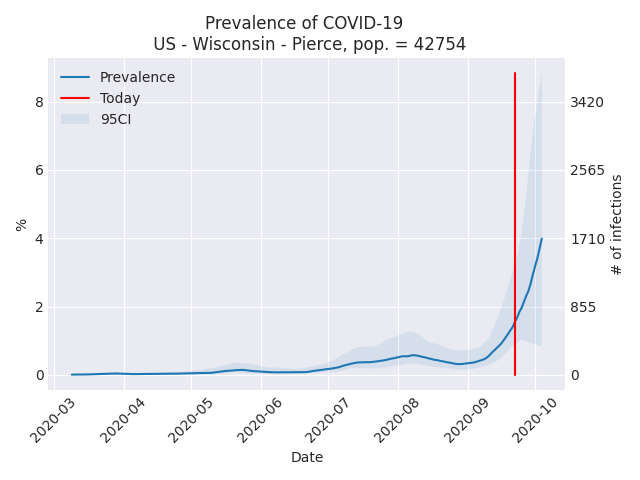 Prevalence of COVID-19
US - Wisconsin - Pierce, pop. = 42754
Prevalence
Today
95CI
8
6
4
2
0
%
3420
2565
1710
855
0
# of infections
2020-03
2020-04
2020-05
2020-06
2020-07
2020-08
2020-09
2020-10
Date